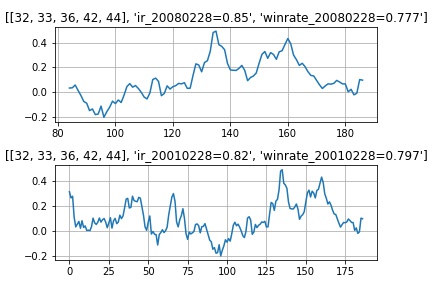 [[32, 33, 36, 42, 44], 'ir_20080228=0.85', 'winrate_20080228=0.777']
0.4
0.2
0.0
−0.2
80 100 120 140 160 180
[[32, 33, 36, 42, 44], 'ir_20010228=0.82', 'winrate_20010228=0.797']
0.4
0.2
0.0
−0.2
0 25 50 75 100 125 150 175